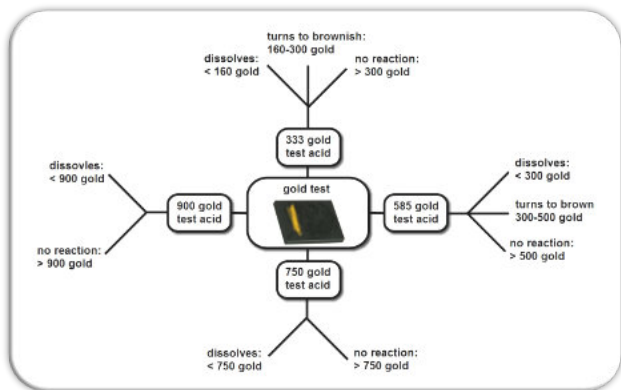 turns to brownish:
160-300 gold
dissolves:
< 160 gold
no reaction:
> 300 gold
333 gold
test acid
dissovles:
< 900 gold
no reaction:
> 900 gold
900 gold
test acid
gold test
585 gold
test acid
dissolves:
< 300 gold
turns to brown
300-500 gold
no reaction:
> 500 gold
750 gold
test acid
dissolves:
< 750 gold
no reaction:
> 750 gold